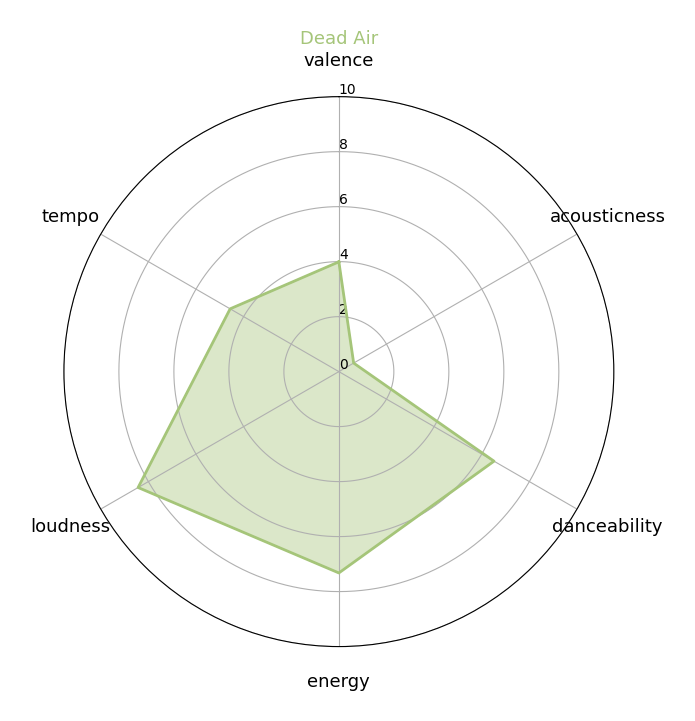 Dead Air
valence
10
8
6
4
2
0
tempo
acousticness
loudness
danceability
energy